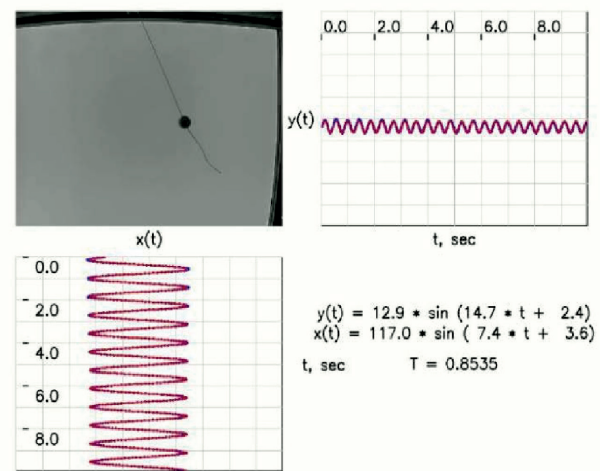 0.0 2.0 4.0 6.0 8.0
y(t)
x(t)
t, sec
0.0
2.0
4.0
6.0
8.0
y(t) = 12.9 * sin (14.7 * t + 2.4)
x(t) = 117.0 * sin ( 7.4 * t + 3.6)
t, sec T = 0.8535